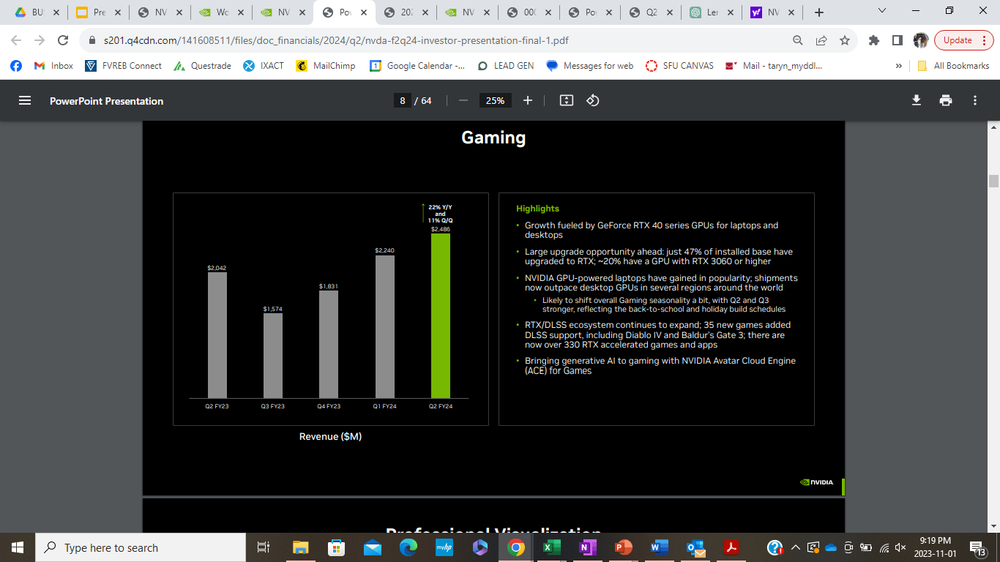 BU
Pre
NV
Wo
NV
Pov
202
NV
000
Po
Q2
Ler
NV
s201.q4cdn.com/141608511/files/doc_financials/2024/q2/nvda-f2q24-investor-presentation-final-1.pdf
Update
Inbox
FVREB Connect
Questrade
IXACT
MailChimp
Google Calendar -...
LEAD GEN
Messages for web
SFU CANVAS
Mail - taryn_myddl...
»
All Bookmarks
PowerPoint Presentation
8 / 64
25%
Gaming
22% Y/Y
and
11% Q/Q
$2,486
$2,240
$2,042
$1,831
$1,574
Q2 FY23
Q3 FY23
Q4 FY23
Q1 FY24
Q2 FY24
Revenue ($M)
Highlights
• Growth fueled by GeForce RTX 40 series GPUs for laptops and
desktops
• Large upgrade opportunity ahead: just 47% of installed base have
upgraded to RTX; ~20% have a GPU with RTX 3060 or higher
• NVIDIA GPU-powered laptops have gained in popularity; shipments
now outpace desktop GPUs in several regions around the world
• Likely to shift overall Gaming seasonality a bit, with Q2 and Q3
stronger, reflecting the back-to-school and holiday build schedules
• RTX/DLSS ecosystem continues to expand; 35 new games added
DLSS support, including Diablo IV and Baldur's Gate 3; there are
now over 330 RTX accelerated games and apps
• Bringing generative AI to gaming with NVIDIA Avatar Cloud Engine
(ACE) for Games
NVIDIA
Professional Visualization
Type here to search
myhp
9:19 PM
2023-11-01
13